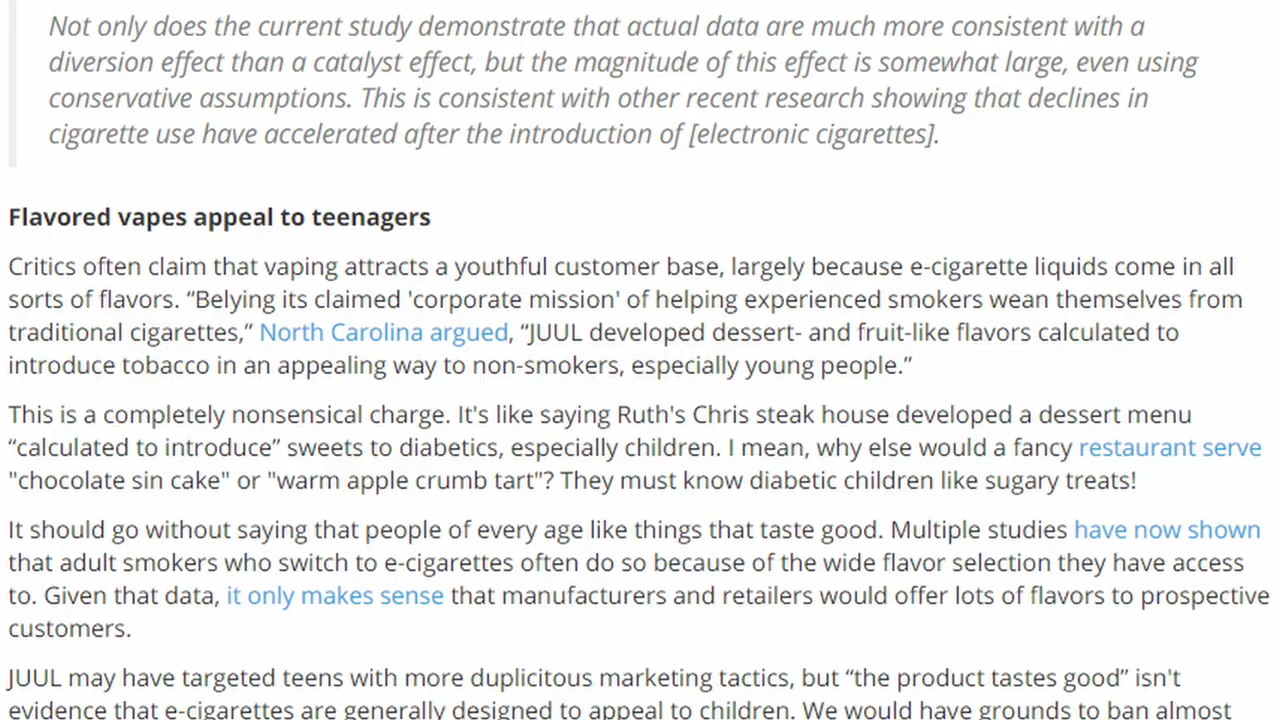 Not only does the current study demonstrate that actual data are much more consistent with a
diversion effect than a catalyst effect, but the magnitude of this effect is somewhat large, even using
conservative assumptions. This is consistent with other recent research showing that declines in
cigarette use have accelerated after the introduction of [electronic cigarettes].
Flavored vapes appeal to teenagers
Critics often claim that vaping attracts a youthful customer base, largely because e-cigarette liquids come in all
sorts of flavors. “Belying its claimed 'corporate mission' of helping experienced smokers wean themselves from
traditional cigarettes,” North Carolina argued, “JUUL developed dessert- and fruit-like flavors calculated to
introduce tobacco in an appealing way to non-smokers, especially young people.”
This is a completely nonsensical charge. It's like saying Ruth's Chris steak house developed a dessert menu
“calculated to introduce” sweets to diabetics, especially children. I mean, why else would a fancy restaurant serve
"chocolate sin cake" or "warm apple crumb tart"? They must know diabetic children like sugary treats!
It should go without saying that people of every age like things that taste good. Multiple studies have now shown
that adult smokers who switch to e-cigarettes often do so because of the wide flavor selection they have access
to. Given that data, it only makes sense that manufacturers and retailers would offer lots of flavors to prospective
customers.
JUUL may have targeted teens with more duplicitous marketing tactics, but “the product tastes good” isn't
evidence that e-cigarettes are generally designed to appeal to children. We would have grounds to ban almost